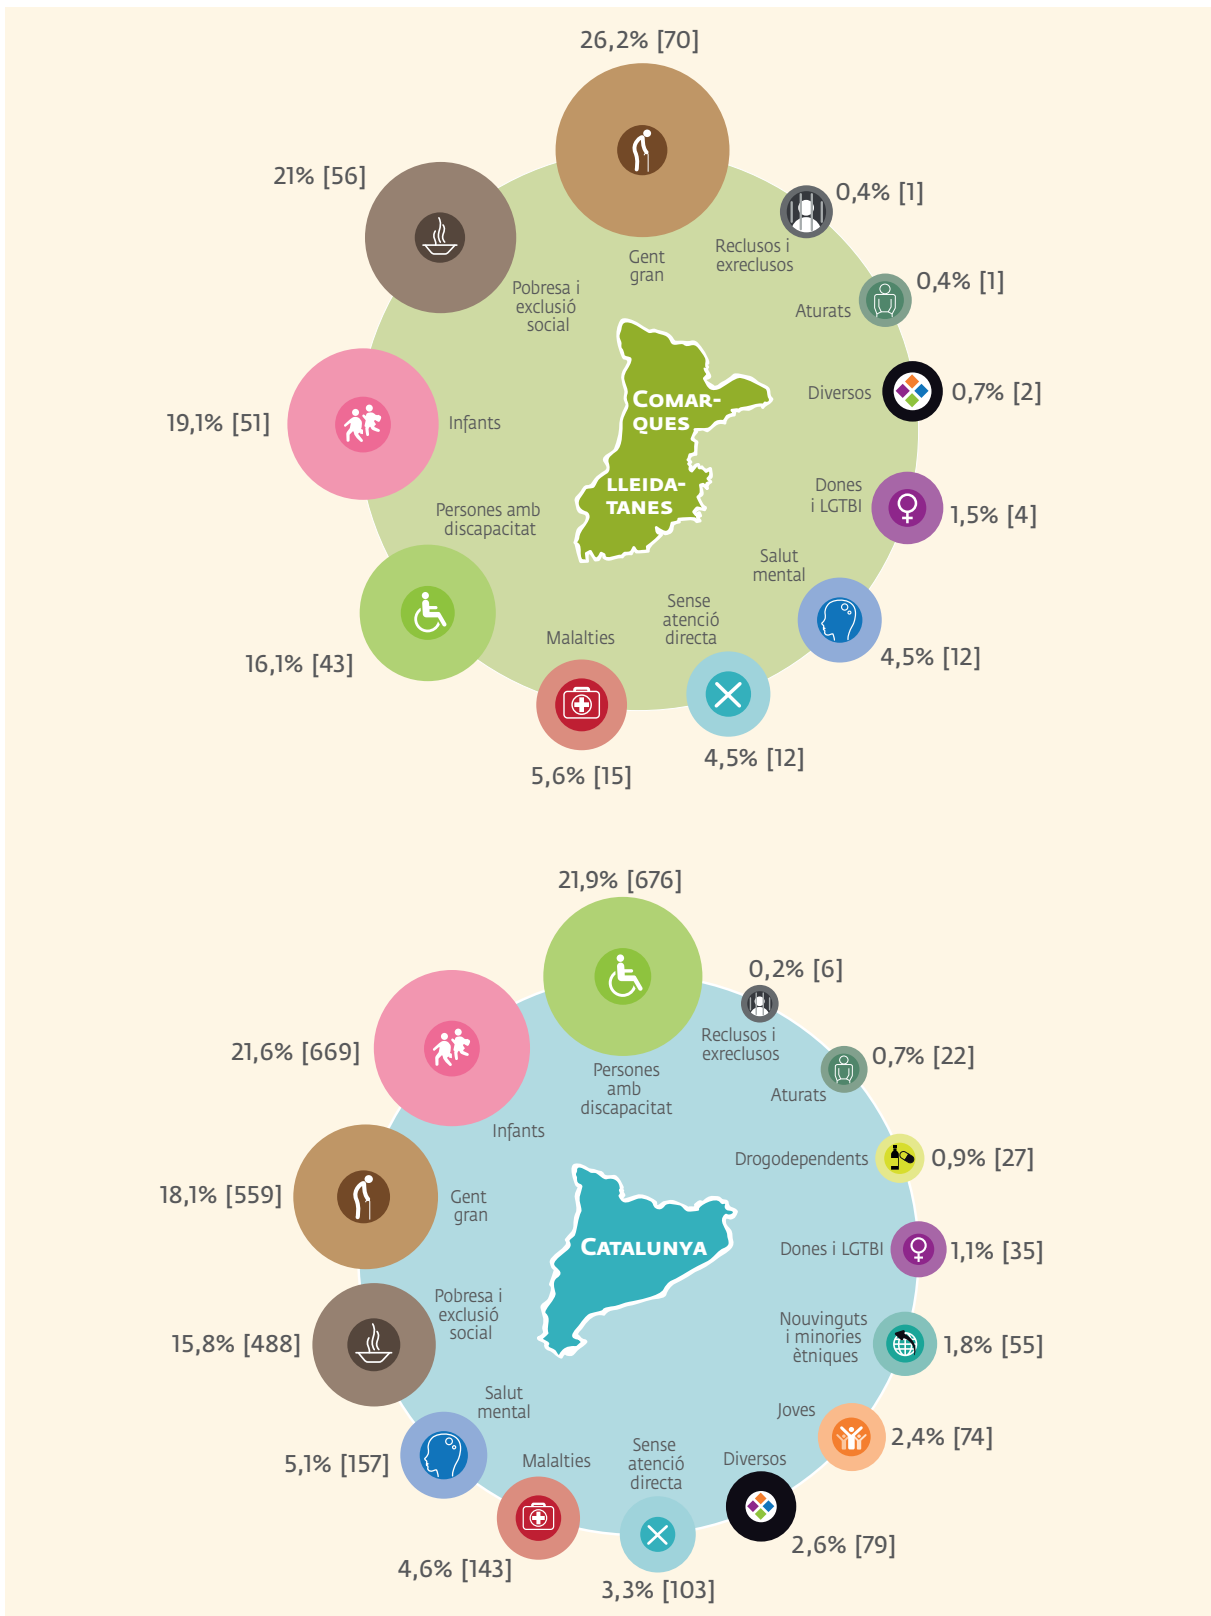 26,2% [70]
21% [56]
0,4% [1]
Reclusos i
exreclusos
Gent
gran
0,4% [1]
Pobresa i
exclusió
social
Aturats
Diversos
0,7% [2]
COMAR-
QUES
19,1% [51]
Infants
LLEIDA-
TANES
Dones
i LGTBI
1,5% [4]
Persones amb
discapacitat
Salut
mental
Sense
atenció
directa
Malalties
4,5% [12]
16,1% [43]
4,5% [12]
5,6% [15]
21,9% [676]
0,2% [6]
Reclusos i
exreclusos
21,6% [669]
0,7% [22]
Persones
amb
discapacitat
Aturats
Infants
Drogodependents
0,9% [27]
18,1% [559]
Gent
gran
CATALUNYA
Dones i LGTBI
1,1% [35]
Pobresa i
exclusió
social
Nouvinguts
i minories
ètniques
15,8% [488]
1,8% [55]
Salut
mental
Joves
2,4% [74]
Sense
atenció
directa
Malalties
Diversos
5,1% [157]
2,6% [79]
4,6% [143]
3,3% [103]